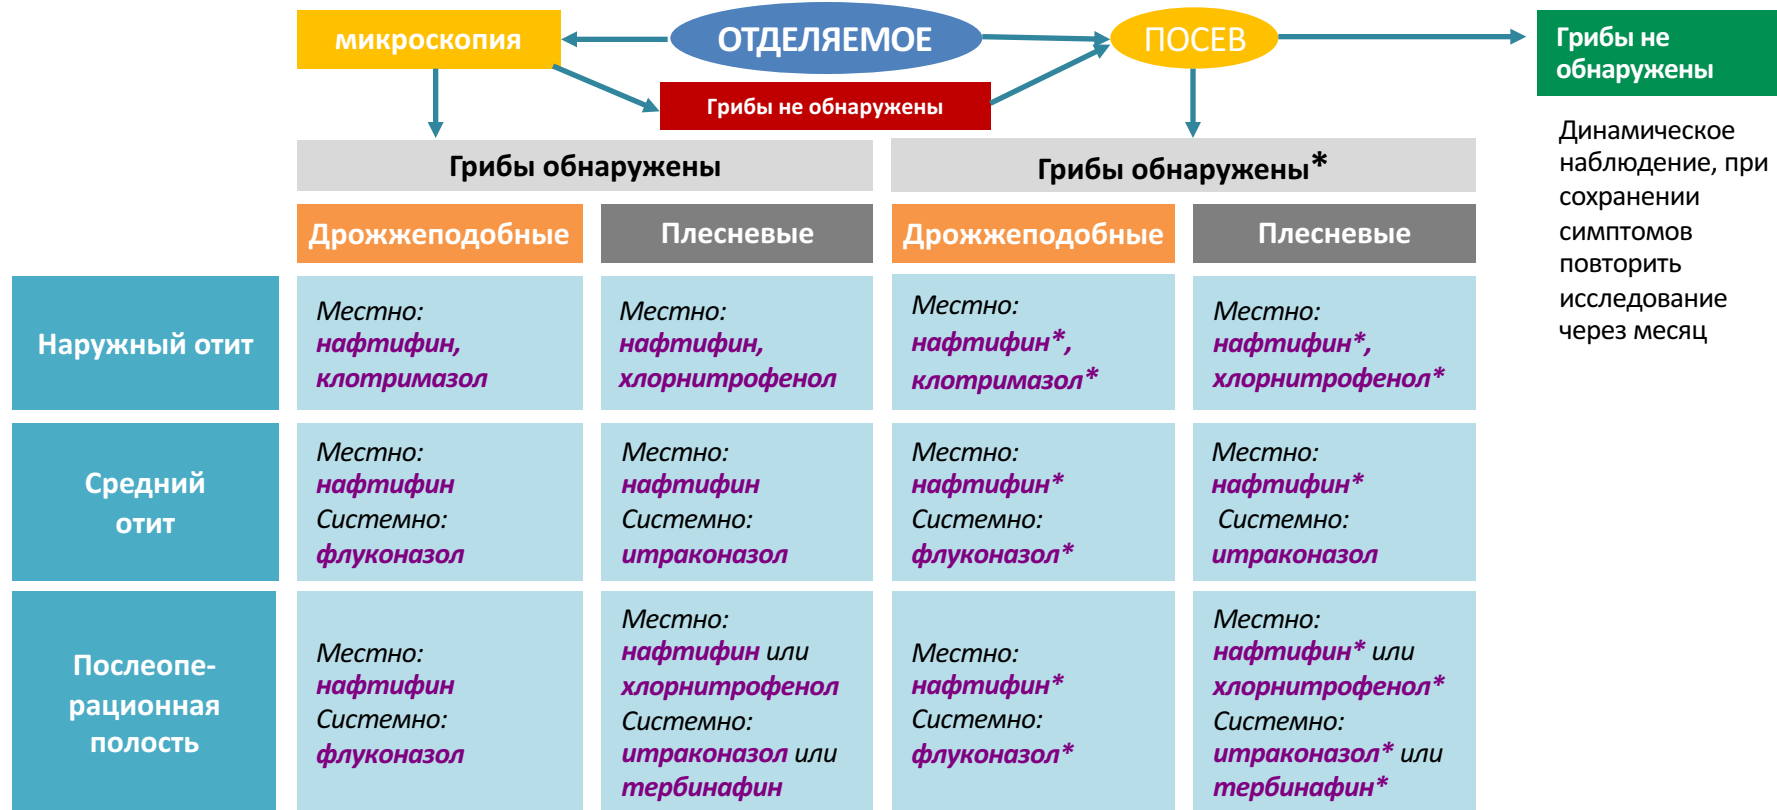 микроскопия
ОТДЕЛЯЕМОЕ
ПОСЕВ
Грибы не
обнаружены
Грибы не обнаружены
Динамическое
наблюдение, при
сохранении
симптомов
повторить
исследование
через месяц
Грибы обнаружены
Грибы обнаружены*
Дрожжеподобные
Плесневые
Дрожжеподобные
Плесневые
Наружный отит
Местно:
нафтифин,
клотримазол
Местно:
нафтифин,
хлорнитрофенол
Местно:
нафтифин*,
клотримазол*
Местно:
нафтифин*,
хлорнитрофенол*
Средний
отит
Местно:
нафтифин
Системно:
флуконазол
Местно:
нафтифин
Системно:
итраконазол
Местно:
нафтифин*
Системно:
флуконазол*
Местно:
нафтифин*
Системно:
итраконазол
Послеопе-
рационная
полость
Местно:
нафтифин
Системно:
флуконазол
Местно:
нафтифин или
хлорнитрофенол
Системно:
итраконазол или
тербинафин
Местно:
нафтифин*
Системно:
флуконазол*
Местно:
нафтифин* или
хлорнитрофенол*
Системно:
итраконазол* или
тербинафин*